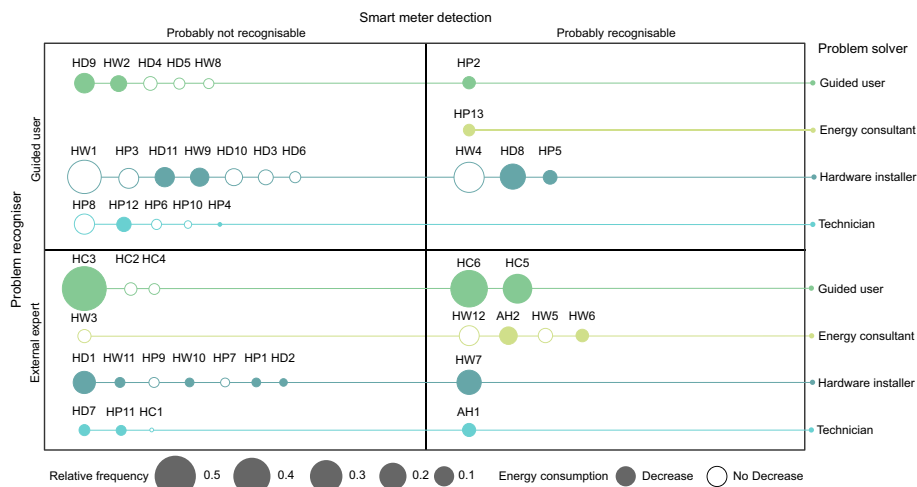 Smart meter detection
Probably not recognisable
Probably recognisable
Problem solver
Problem recogniser
Guided user
HD9 HW2 HD4 HD5 HW8
HP2
Guided user
HP13
Energy consultant
HW1 HP3 HD11 HW9 HD10 HD3 HD6
HW4 HD8 HP5
Hardware installer
HP8 HP12 HP6 HP10 HP4
Technician
External expert
HC3 HC2 HC4
HC6 HC5
Guided user
HW3
HW12 AH2 HW5 HW6
Energy consultant
HD1 HW11 HP9 HW10 HP7 HP1 HD2
HW7
Hardware installer
HD7 HP11 HC1
AH1
Technician
Relative frequency 0.5 0.4 0.3 0.2 0.1 Energy consumption Decrease No Decrease